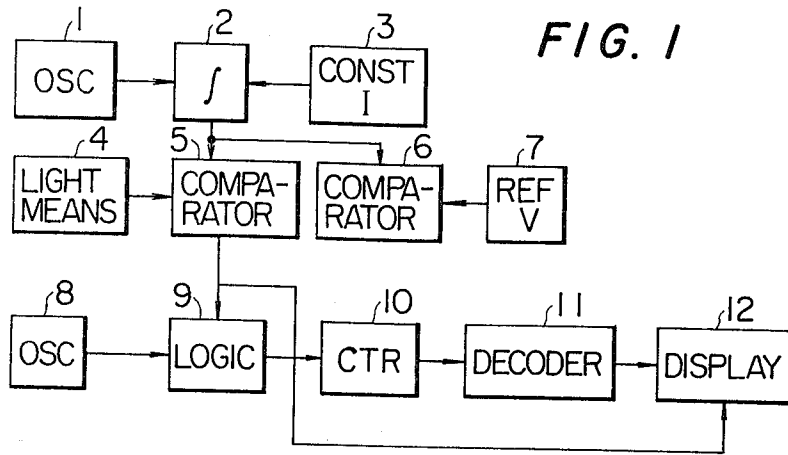 FIG. 1
1
2
3
OSC
∫
CONST
I
4
5
6
7
LIGHT
MEANS
COMPA-
RATOR
COMPA-
RATOR
REF
V
8
9
10
11
12
OSC
LOGIC
CTR
DECODER
DISPLAY